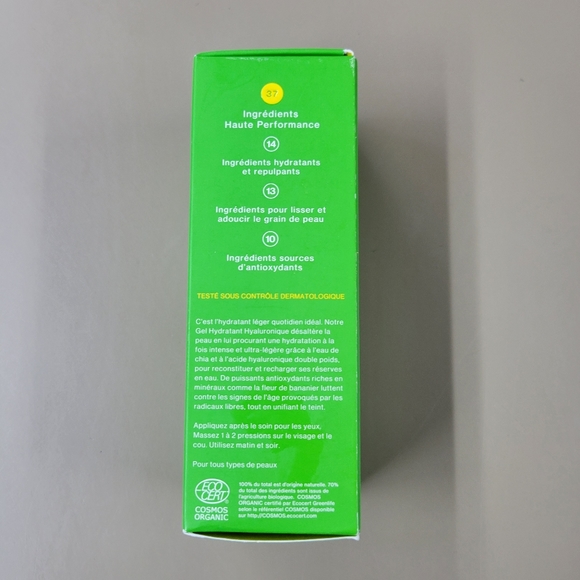 37
Ingrédients
Haute Performance
14
Ingrédients hydratants
et repulpants
13
Ingrédients pour lisser et
adoucir le grain de peau
10
Ingrédients sources
d'antioxydants
TESTÉ SOUS CONTRÔLE DERMATOLOGIQUE
C'est l'hydratant léger quotidien idéal. Notre
Gel Hydratant Hyaluronique désaltère la
peau en lui procurant une hydratation à la
fois intense et ultra-légère grâce à l'eau de
chia et à l'acide hyaluronique double poids,
pour reconstituer et recharger ses réserves
en eau. De puissants antioxydants riches en
minéraux comme la fleur de bananier luttent
contre les signes de l'âge provoqués par les
radicaux libres, tout en unifiant le teint.
Appliquez après le soin pour les yeux.
Massez 1 à 2 pressions sur le visage et le
cou. Utilisez matin et soir.
Pour tous types de peaux
ECO
CERT
COSMOS
ORGANIC
100% du total est d'origine naturelle. 70%
du total des ingrédients sont issus de
l'agriculture biologique. COSMOS
ORGANIC certifié par Ecocert Greenlife
selon le référentiel COSMOS disponible
sur http://COSMOS.ecocert.com